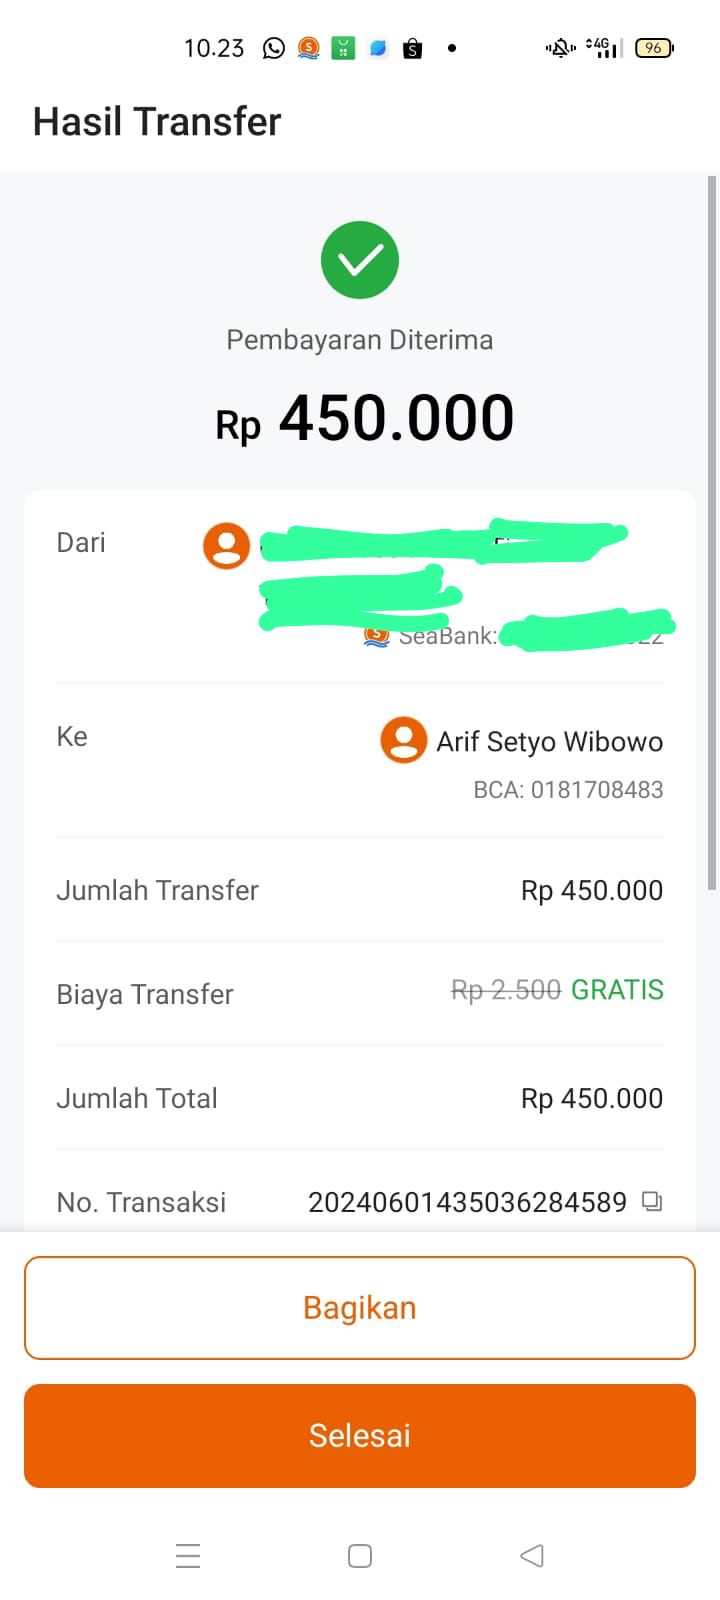 10.23
4G
96
Hasil Transfer
Pembayaran Diterima
Rp 450.000
Dari
SeaBank:
Ke
Arif Setyo Wibowo
BCA: 0181708483
Jumlah Transfer
Rp 450.000
Biaya Transfer
Rp 2.500 GRATIS
Jumlah Total
Rp 450.000
No. Transaksi
20240601435036284589
Bagikan
Selesai